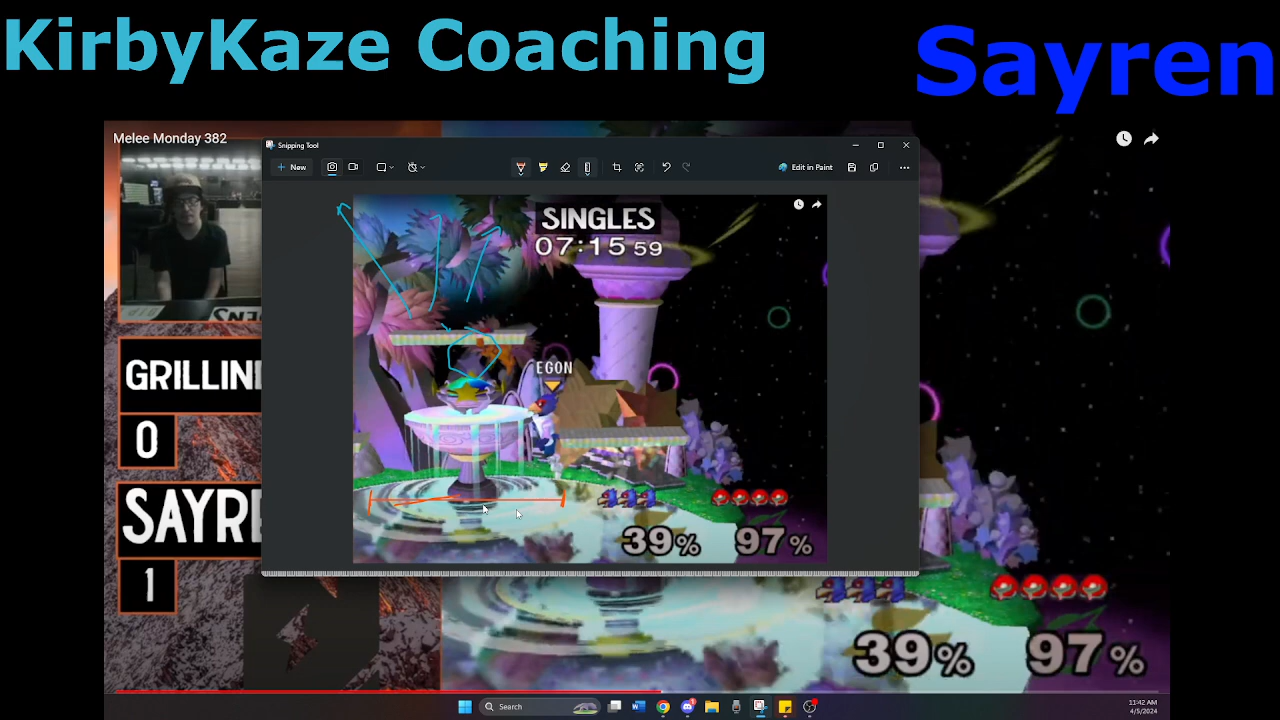 KirbyKaze Coaching
Sayren
Melee Monday 382
Snipping Tool
New
Edit in Paint
SINGLES
07:15 59
EGON
39% 97%
GRILLIN
0
SAYRE
1
39% 97%
Search
11:42 AM
4/5/2024